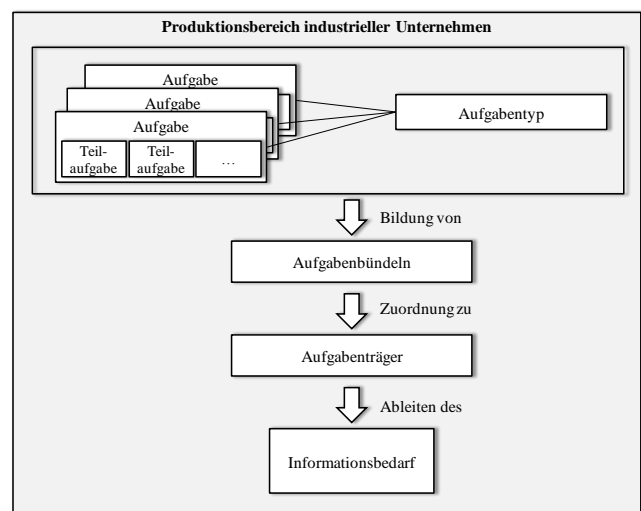 Produktionsbereich industrieller Unternehmen
Aufgabe
Aufgabe
Aufgabe
Teil-
aufgabe
Teil-
aufgabe
…
Aufgabentyp
Bildung von
Aufgabenbündeln
Zuordnung zu
Aufgabenträger
Ableiten des
Informationsbedarf